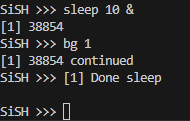 SiSH >>> sleep 10 &
[1] 38854
SiSH >>> bg 1
[1] 38854 continued
SiSH >>> [1] Done sleep
SiSH >>>